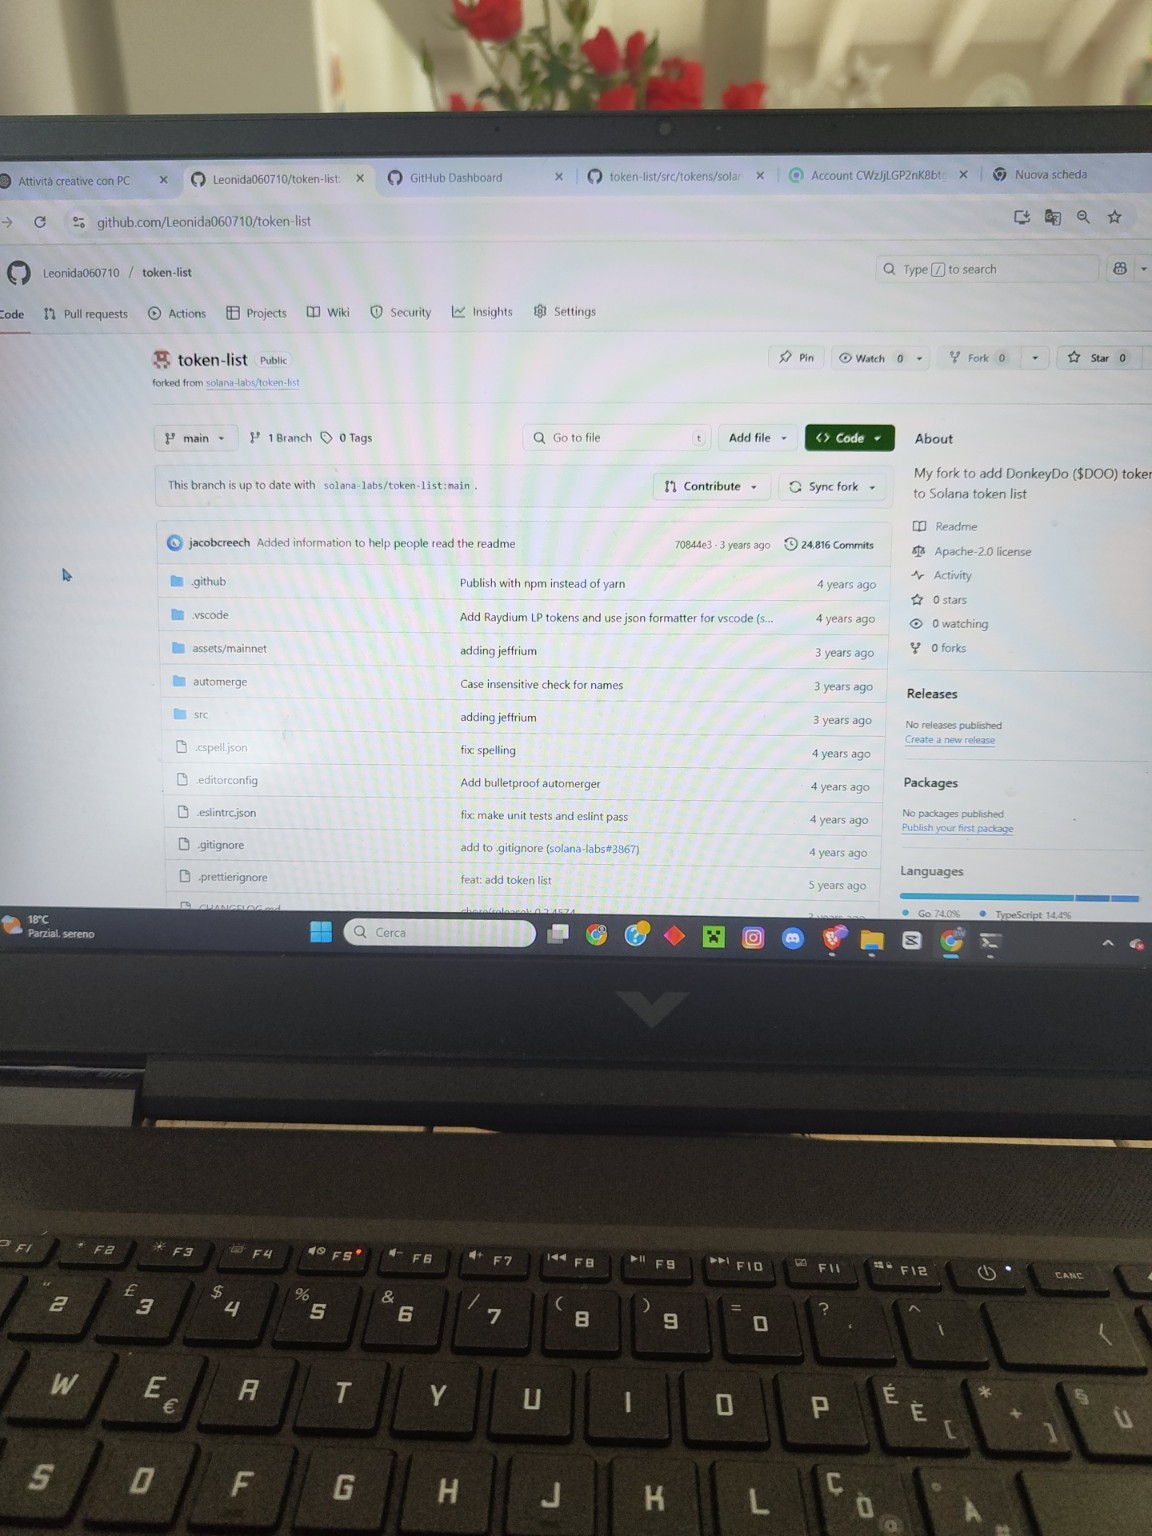 Attività creative con PC
Leonida060710/token-list:
GitHub Dashboard
token-list/src/tokens/solar
Account CWzJjLGP2nK8bt
Nuova scheda
github.com/Leonida060710/token-list
Leonida060710 / token-list
Type / to search
Code
Pull requests
Actions
Projects
Wiki
Security
Insights
Settings
token-list Public
Pin
Watch 0
Fork 0
Star 0
forked from solana-labs/token-list
main
1 Branch
0 Tags
Go to file t
Add file
<> Code
This branch is up to date with solana-labs/token-list:main .
Contribute
Sync fork
jacobcreech Added information to help people read the readme 70844e3 · 3 years ago 24,816 Commits
.github Publish with npm instead of yarn 4 years ago
.vscode Add Raydium LP tokens and use json formatter for vscode (s... 4 years ago
assets/mainnet adding jeffrium 3 years ago
automerge Case insensitive check for names 3 years ago
src adding jeffrium 3 years ago
.cspell.json fix: spelling 4 years ago
.editorconfig Add bulletproof automerger 4 years ago
.eslintrc.json fix: make unit tests and eslint pass 4 years ago
.gitignore add to .gitignore (solana-labs#3867) 4 years ago
.prettierignore feat: add token list 5 years ago
CHANGELOG.md
About
My fork to add DonkeyDo ($DOO) token
to Solana token list
Readme
Apache-2.0 license
Activity
0 stars
0 watching
0 forks
Releases
No releases published
Create a new release
Packages
No packages published
Publish your first package
Languages
Go 74.0% TypeScript 14.4%
18°C
Parzial. sereno
Cerca
F1 F2 F3 F4 F5 F6 F7 F8 F9 F10 F11 F12 CANC
" 2 £ 3 $ 4 % 5 & 6 / 7 ( 8 ) 9 = 0 ? ' ^ ì
W E € R T Y U I O P É È [ * + ] § Ù
S D F G H J K L Ç Ò @ ° À